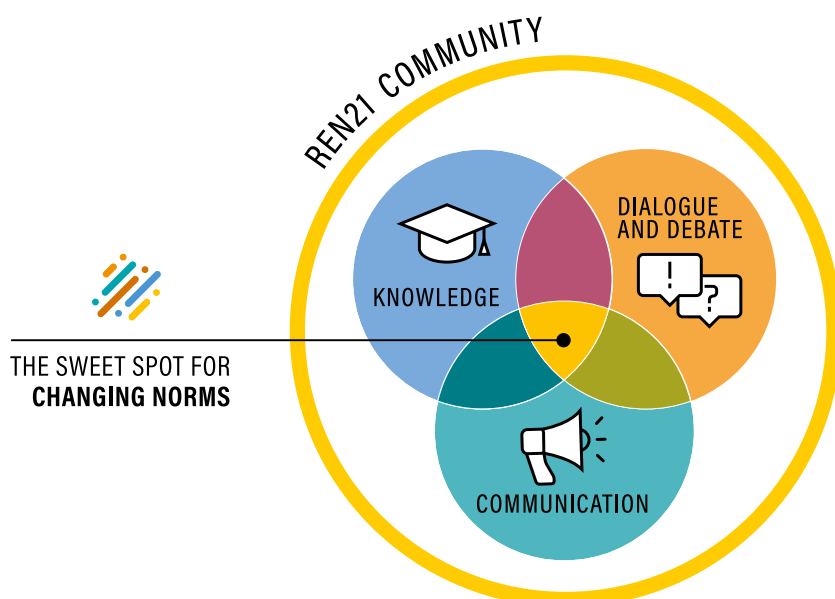 REN21 COMMUNITY
DIALOGUE
AND DEBATE
!
?
KNOWLEDGE
THE SWEET SPOT FOR
CHANGING NORMS
COMMUNICATION